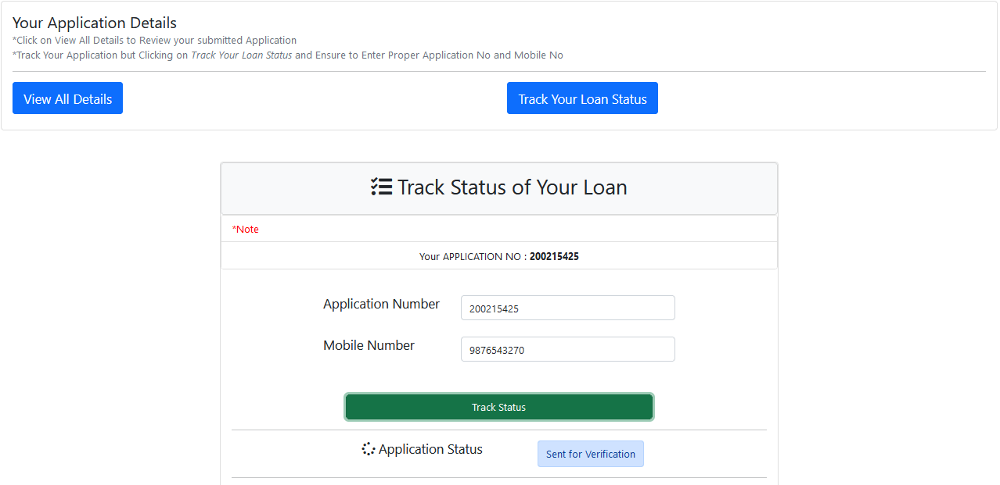 Your Application Details
*Click on View All Details to Review your submitted Application
*Track Your Application but Clicking on Track Your Loan Status and Ensure to Enter Proper Application No and Mobile No
View All Details
Track Your Loan Status
Track Status of Your Loan
*Note
Your APPLICATION NO : 200215425
Application Number
200215425
Mobile Number
9876543270
Track Status
Application Status
Sent for Verification